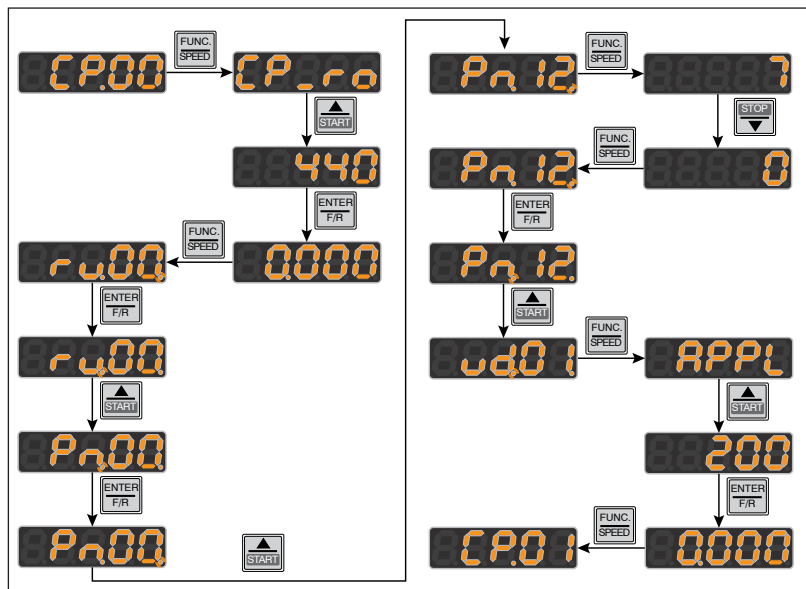 CP.00
FUNC.
SPEED
CP_ro
START
440
ENTER
F/R
0.000
FUNC.
SPEED
ru.00.
ENTER
F/R
ru.00.
START
Pn.00.
ENTER
F/R
Pn.00.
START
Pn.12.
FUNC.
SPEED
7
STOP
0
FUNC.
SPEED
Pn.12.
ENTER
F/R
Pn.12.
START
ud.01.
FUNC.
SPEED
APPL
START
200
ENTER
F/R
0.000
FUNC.
SPEED
CP.01